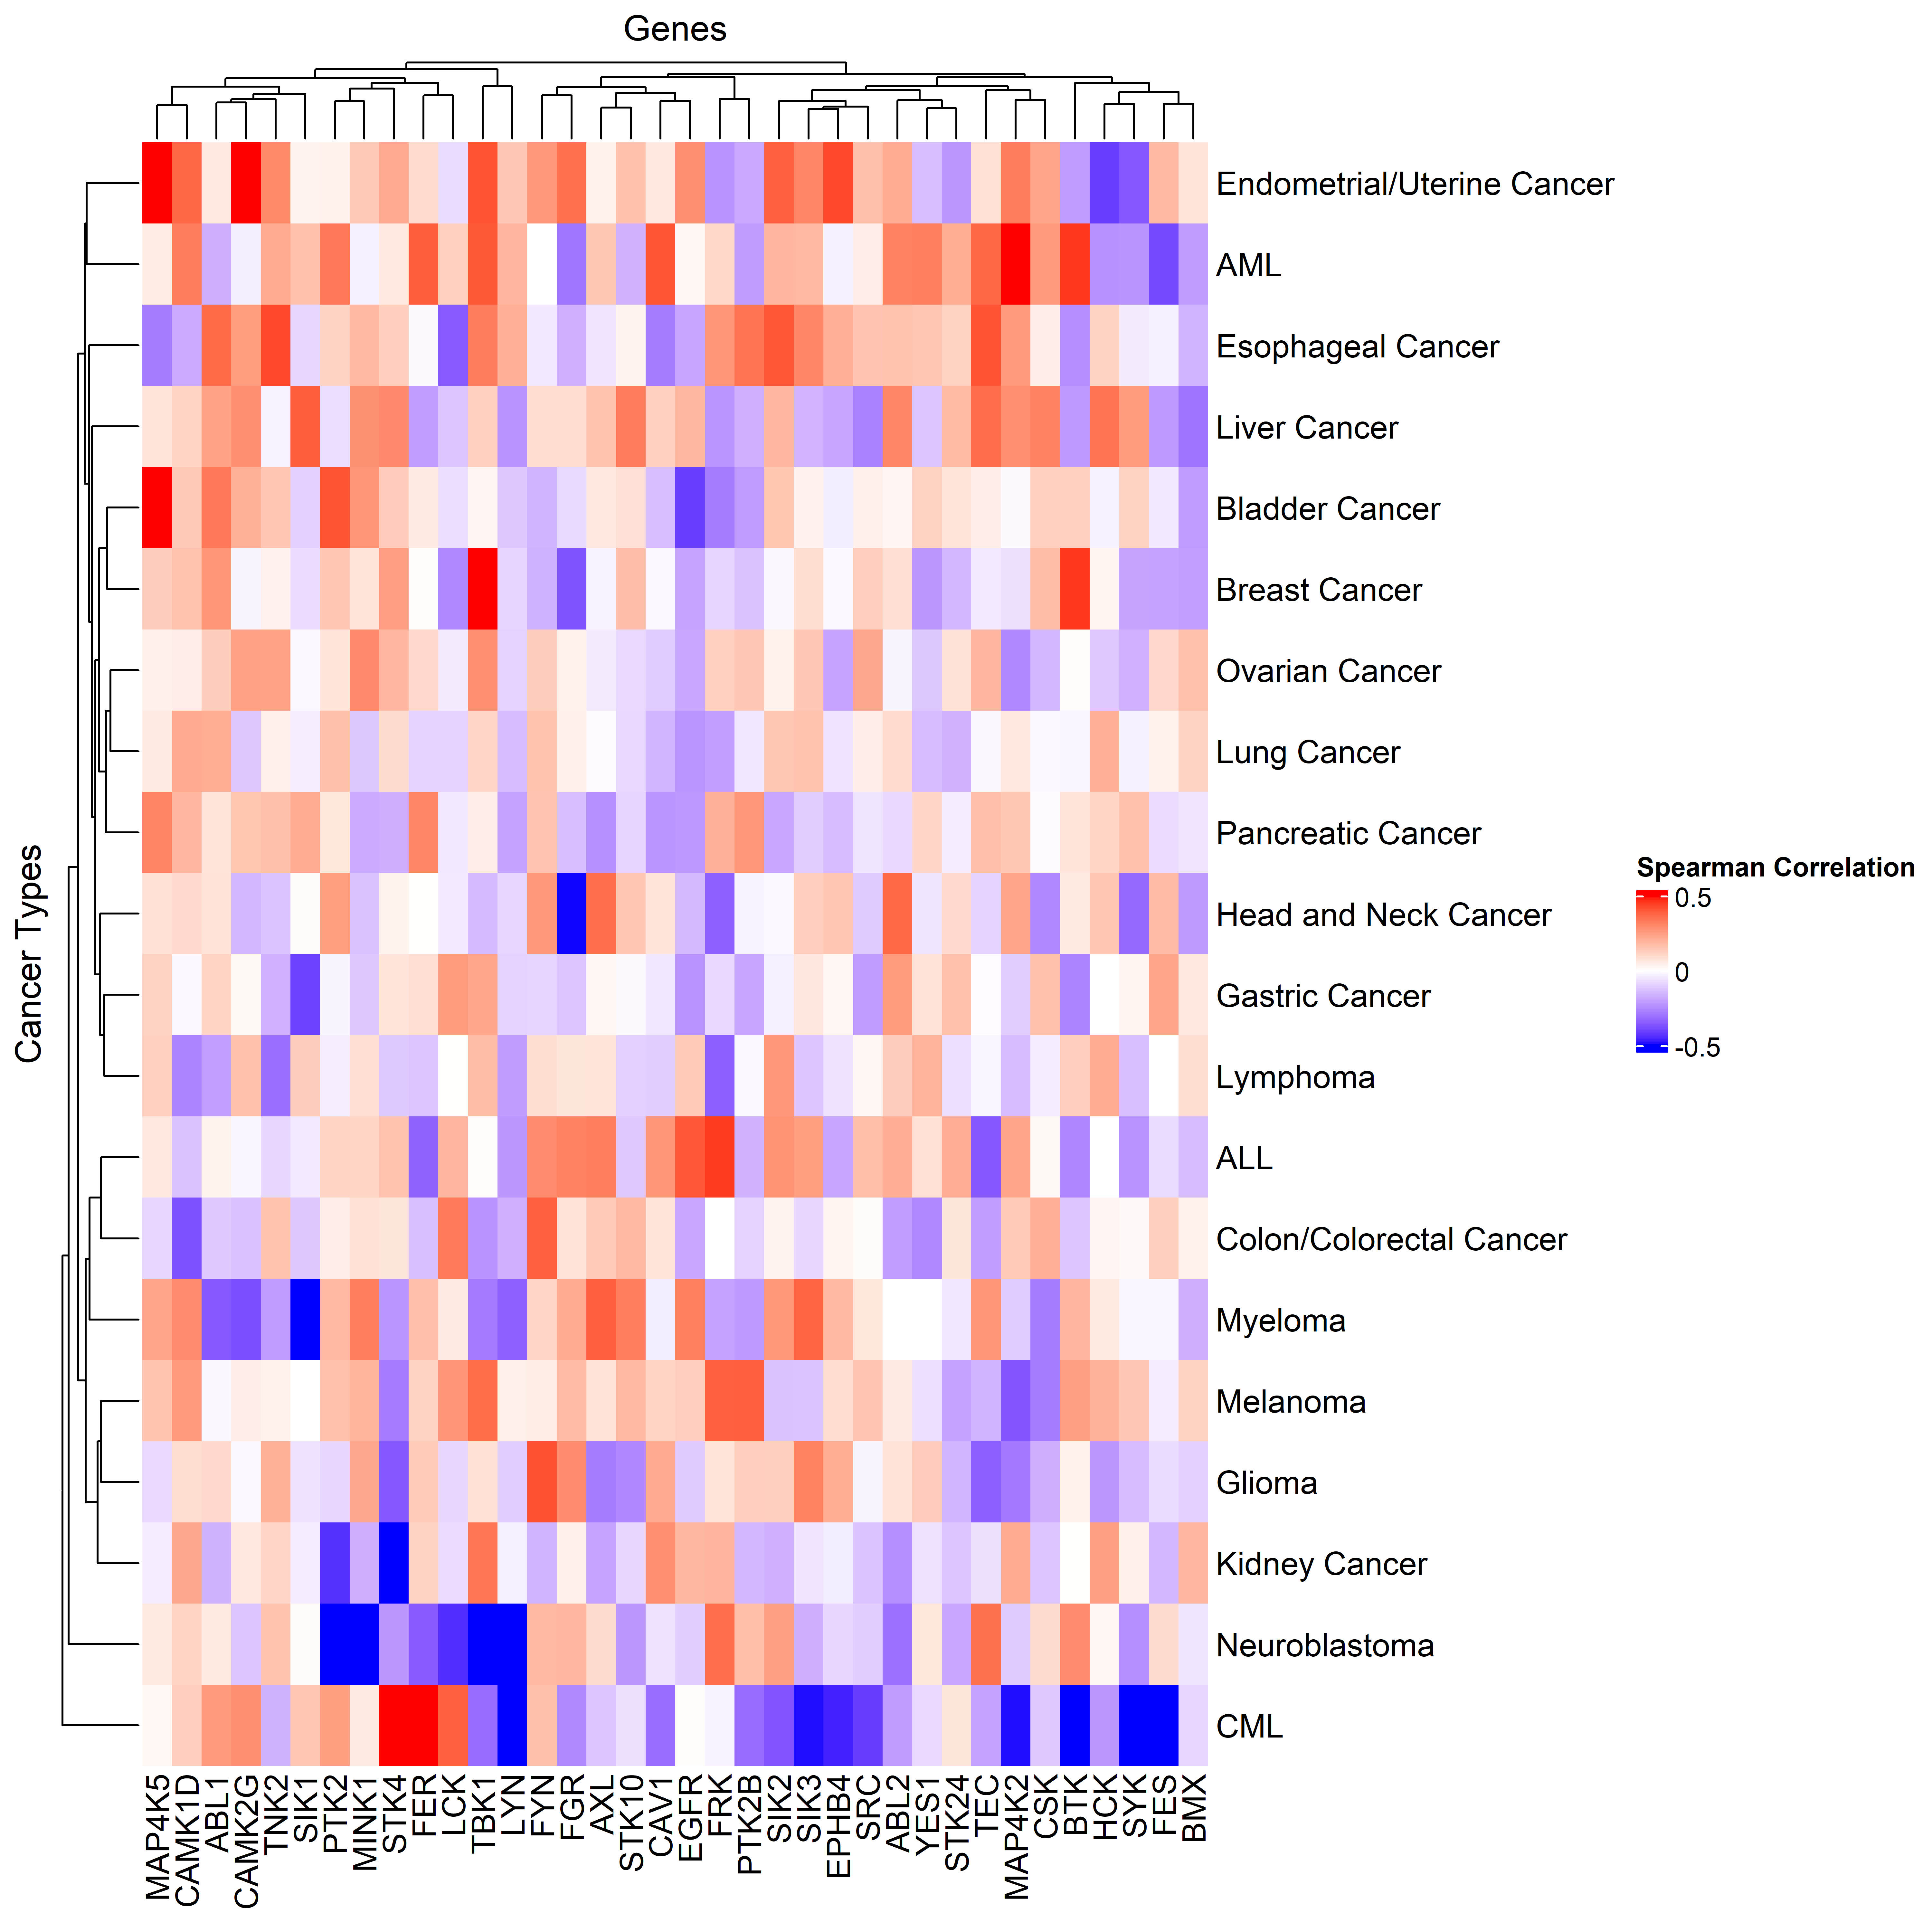 Genes
Endometrial/Uterine Cancer
AML
Esophageal Cancer
Liver Cancer
Bladder Cancer
Breast Cancer
Ovarian Cancer
Lung Cancer
Pancreatic Cancer
Head and Neck Cancer
Gastric Cancer
Lymphoma
ALL
Colon/Colorectal Cancer
Myeloma
Melanoma
Glioma
Kidney Cancer
Neuroblastoma
CML
Cancer Types
Spearman Correlation
0.5
0
-0.5
MAP4K5
CAMK1D
ABL1
CAMK2G
TNK2
SIK1
PTK2
MINK1
STK4
FER
LCK
TBK1
LYN
FYN
FGR
AXL
STK10
CAV1
EGFR
FRK
PTK2B
SIK2
SIK3
EPHB4
SRC
ABL2
YES1
STK24
TEC
MAP4K2
CSK
BTK
HCK
SYK
FES
BMX